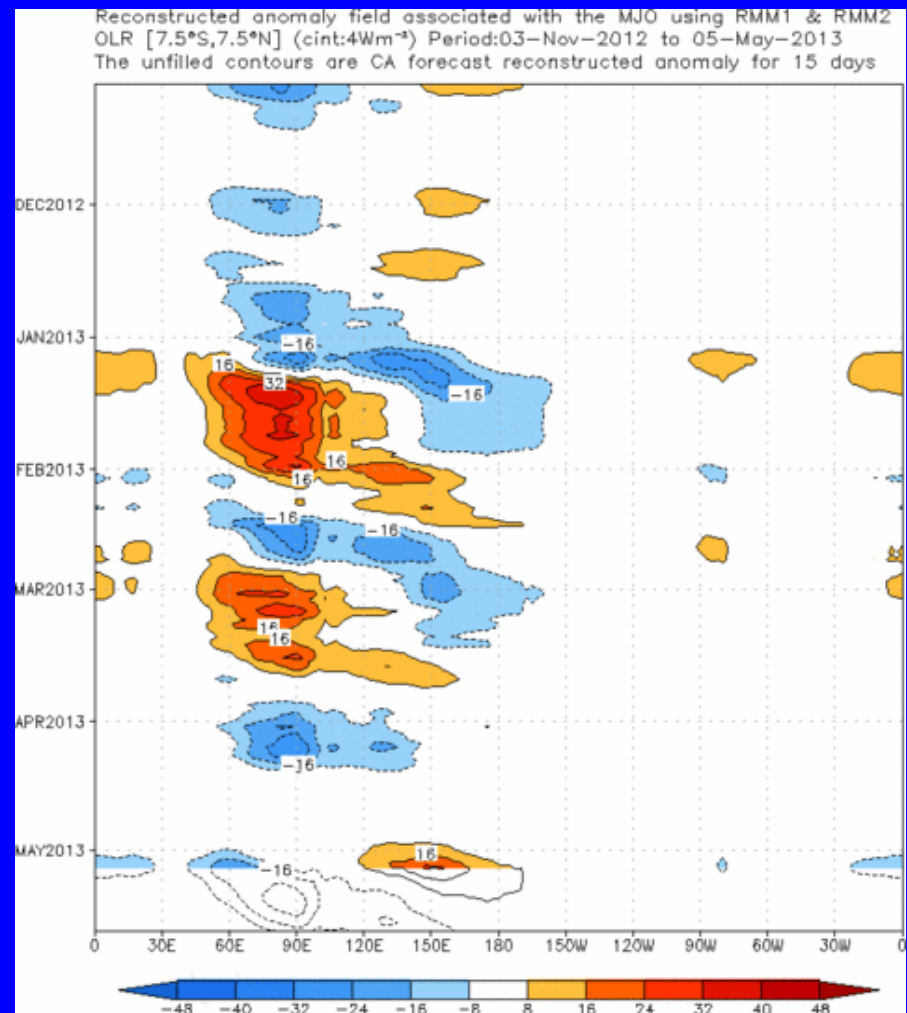 Reconstructed anomaly field associated with the MJO using RMM1 & RMM2
OLR [7.5°S,7.5°N] (cint:4Wm⁻²) Period:03-Nov-2012 to 05-May-2013
The unfilled contours are CA forecast reconstructed anomaly for 15 days
DEC2012
JAN2013
-16
16
32
-16
FEB2013
16
16
-16
-16
MAR2013
16
16
APR2013
-16
MAY2013
16
-16
0 30E 60E 90E 120E 150E 180 150W 120W 90W 60W 30W 0
-48 -40 -32 -24 -16 -8 8 16 24 32 40 48